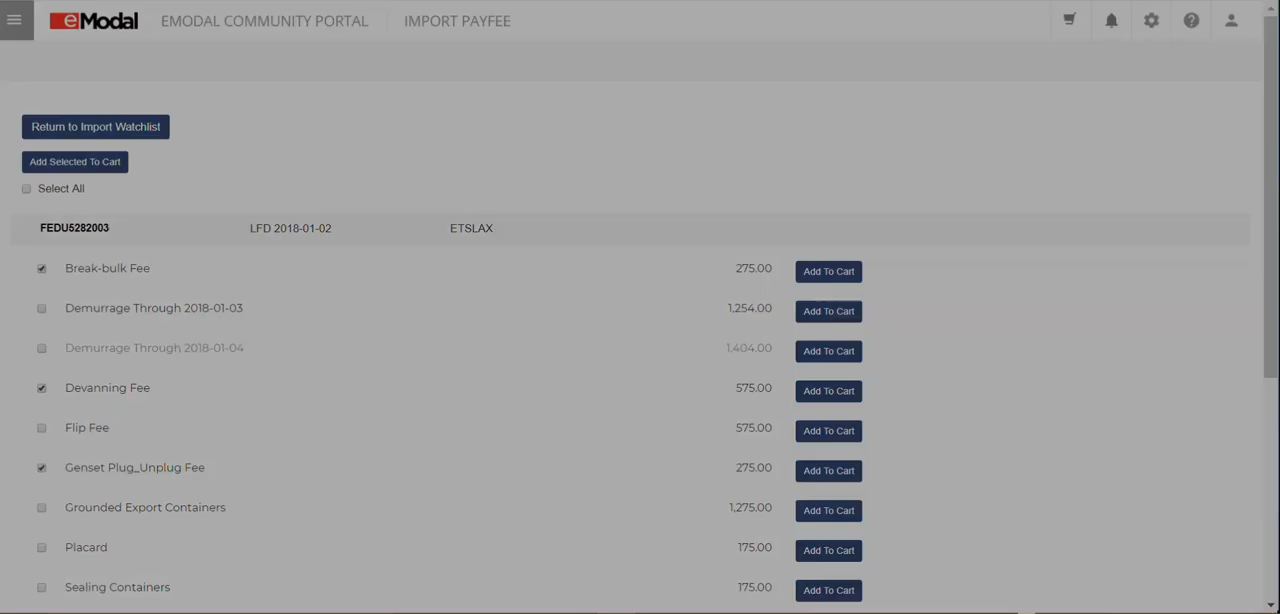 eModal EMODAL COMMUNITY PORTAL IMPORT PAYFEE
Return to Import Watchlist
Add Selected To Cart
Select All
FEDU5282003 LFD 2018-01-02 ETSLAX
Break-bulk Fee 275.00 Add To Cart
Demurrage Through 2018-01-03 1,254.00 Add To Cart
Demurrage Through 2018-01-04 1,404.00 Add To Cart
Devanning Fee 575.00 Add To Cart
Flip Fee 575.00 Add To Cart
Genset Plug_Unplug Fee 275.00 Add To Cart
Grounded Export Containers 1,275.00 Add To Cart
Placard 175.00 Add To Cart
Sealing Containers 175.00 Add To Cart